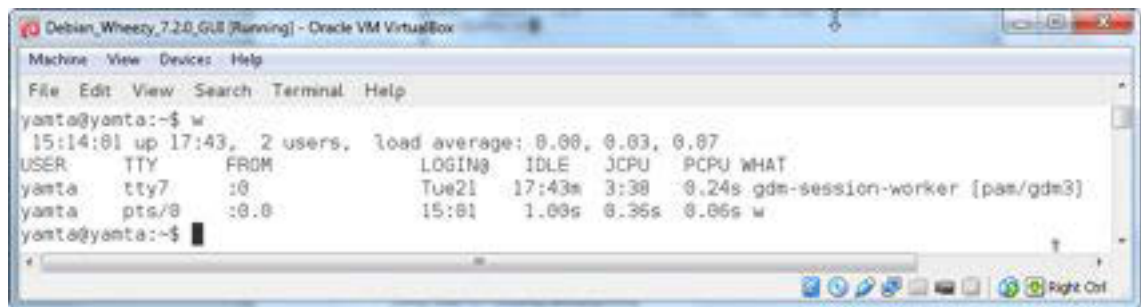 Debian_Wheezy_7.2.0_GUI [Running] - Oracle VM VirtualBox
Machine View Devices Help
File Edit View Search Terminal Help
yamta@yamta:~$ w
15:14:01 up 17:43, 2 users, load average: 0.00, 0.03, 0.07
USER TTY FROM LOGIN@ IDLE JCPU PCPU WHAT
yamta tty7 :0 Tue21 17:43m 3:38 0.24s gdm-session-worker [pam/gdm3]
yamta pts/0 :0.0 15:01 1.00s 0.36s 0.06s w
yamta@yamta:~$
Right Ctrl